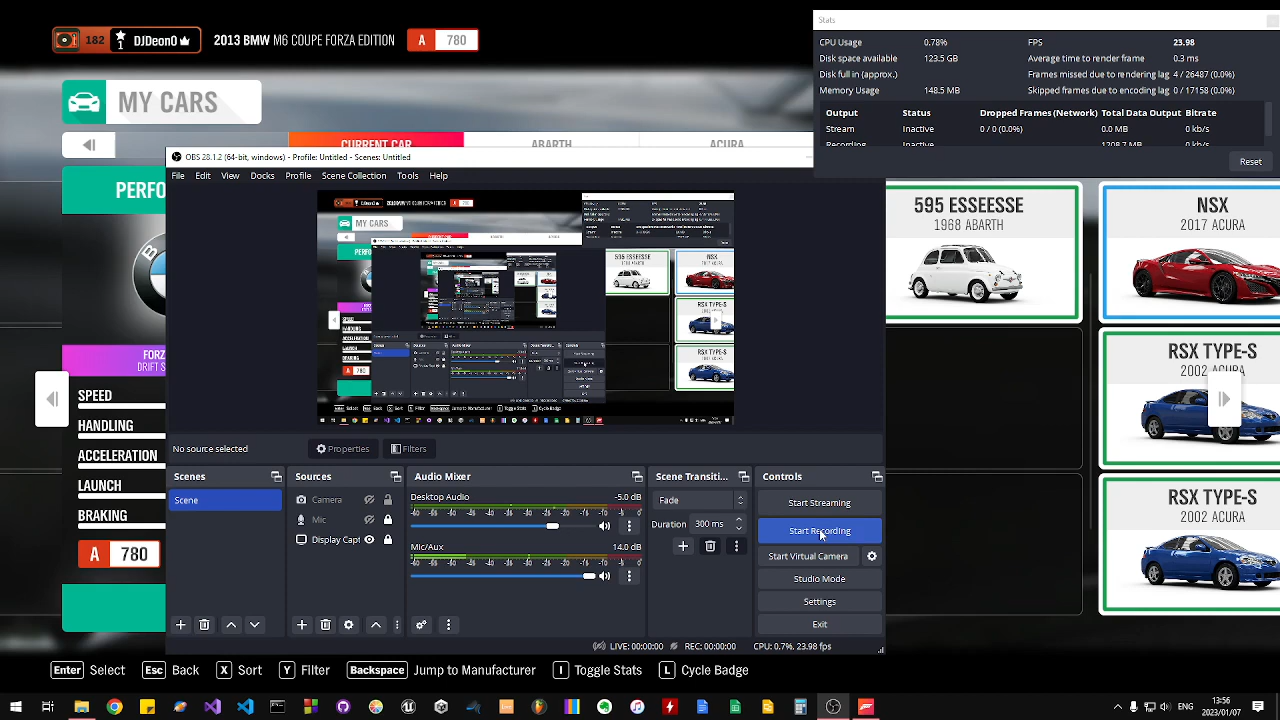 182
1
DJDeen0
2013 BMW M6 COUPE FORZA EDITION
A 780
MY CARS
CURRENT CAR
ABARTH
ACURA
PERFO
FORZ
DRIFT S
SPEED
HANDLING
ACCELERATION
LAUNCH
BRAKING
A 780
Stats
CPU Usage 0.78%
Disk space available 123.5 GB
Disk full in (approx.)
Memory Usage 148.5 MB
FPS 23.98
Average time to render frame 0.3 ms
Frames missed due to rendering lag 4 / 26487 (0.0%)
Skipped frames due to encoding lag 0 / 17158 (0.0%)
Output Status Dropped Frames (Network) Total Data Output Bitrate
Stream Inactive 0 / 0 (0.0%) 0.0 MB 0 kb/s
Recording Inactive 1208.7 MB 0 kb/s
Reset
OBS 28.1.2 (64-bit, windows) - Profile: Untitled - Scenes: Untitled
File Edit View Docks Profile Scene Collection Tools Help
No source selected
Properties
Filters
Scenes
Scene
Sources
Camera
Mic
Display Capt
Audio Mixer
Desktop Audio -5.0 dB
Mic/Aux 14.0 dB
Scene Transiti...
Fade
Duration 300 ms
Controls
Start Streaming
Start Recording
Start Virtual Camera
Studio Mode
Settings
Exit
LIVE: 00:00:00 REC: 00:00:00 CPU: 0.7%, 23.98 fps
595 ESSEESSE
1968 ABARTH
NSX
2017 ACURA
RSX TYPE-S
2002 ACURA
RSX TYPE-S
2002 ACURA
Enter Select Esc Back X Sort Y Filter Backspace Jump to Manufacturer I Toggle Stats L Cycle Badge
ENG
13:56
2023/01/07